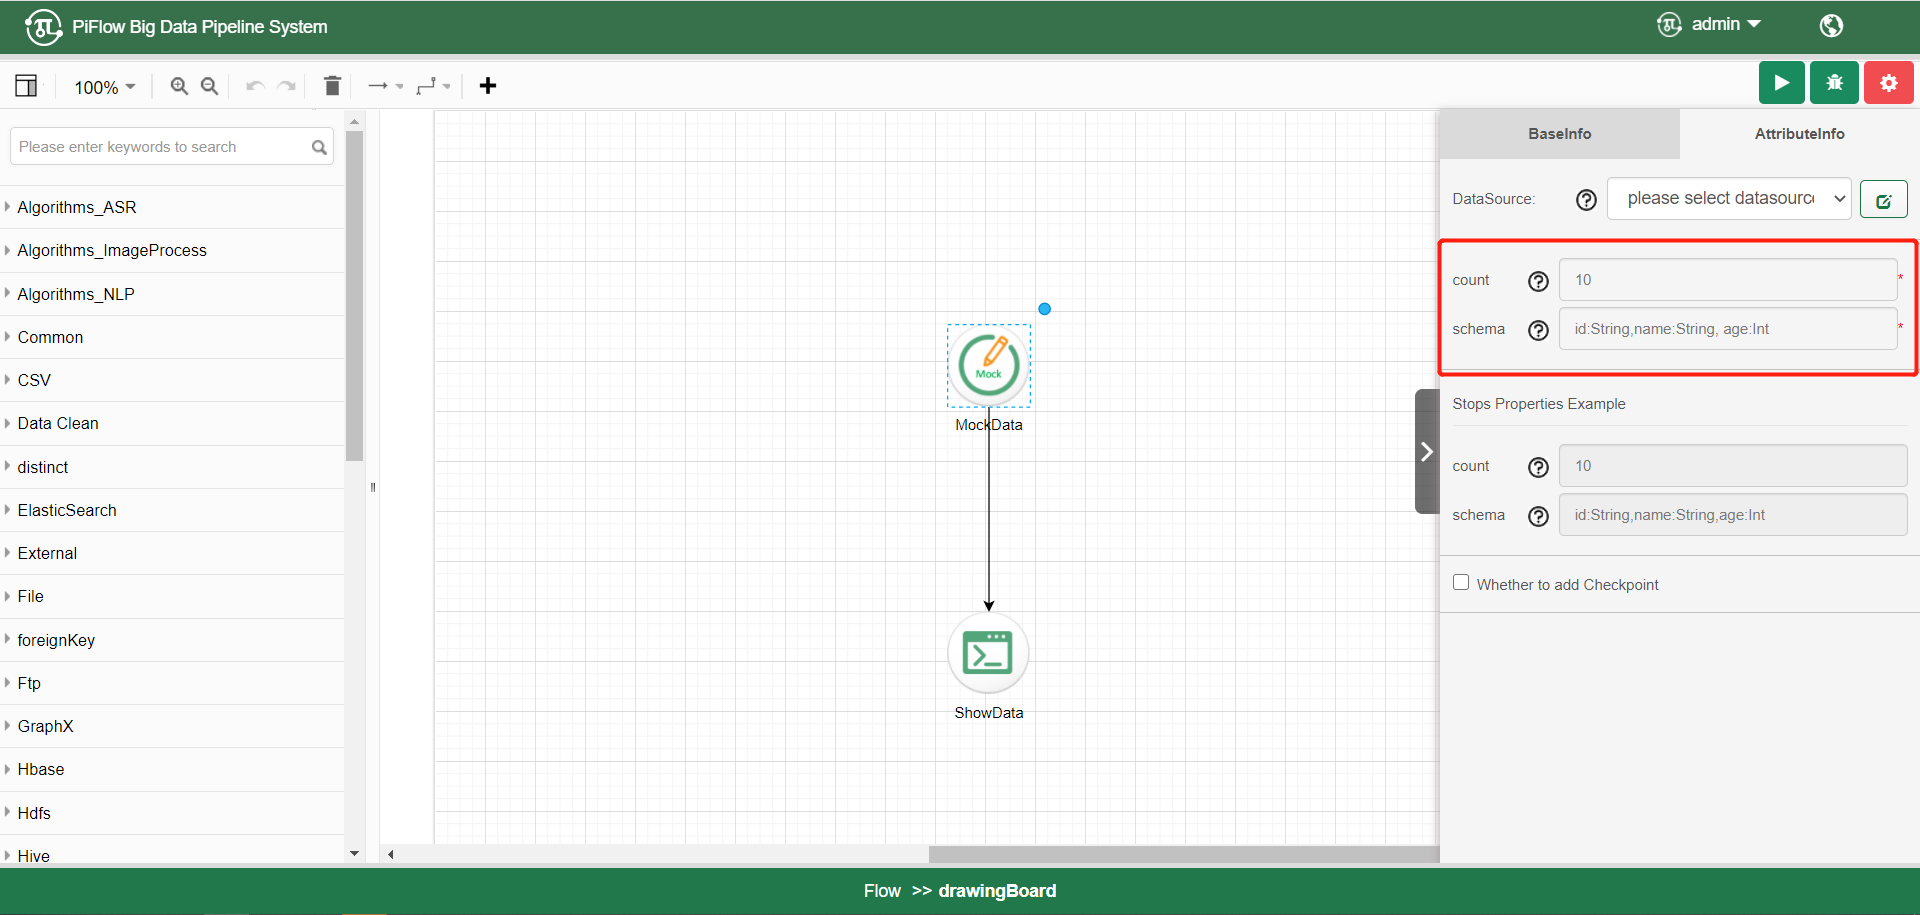 PiFlow Big Data Pipeline System
admin
100%
Please enter keywords to search
Algorithms_ASR
Algorithms_ImageProcess
Algorithms_NLP
Common
CSV
Data Clean
distinct
ElasticSearch
External
File
foreignKey
Ftp
GraphX
Hbase
Hdfs
Hive
Mock
MockData
ShowData
BaseInfo
AttributeInfo
DataSource:
please select datasourc
count
10
*
schema
id:String,name:String, age:Int
*
Stops Properties Example
count
10
schema
id:String,name:String,age:Int
Whether to add Checkpoint
Flow >> drawingBoard